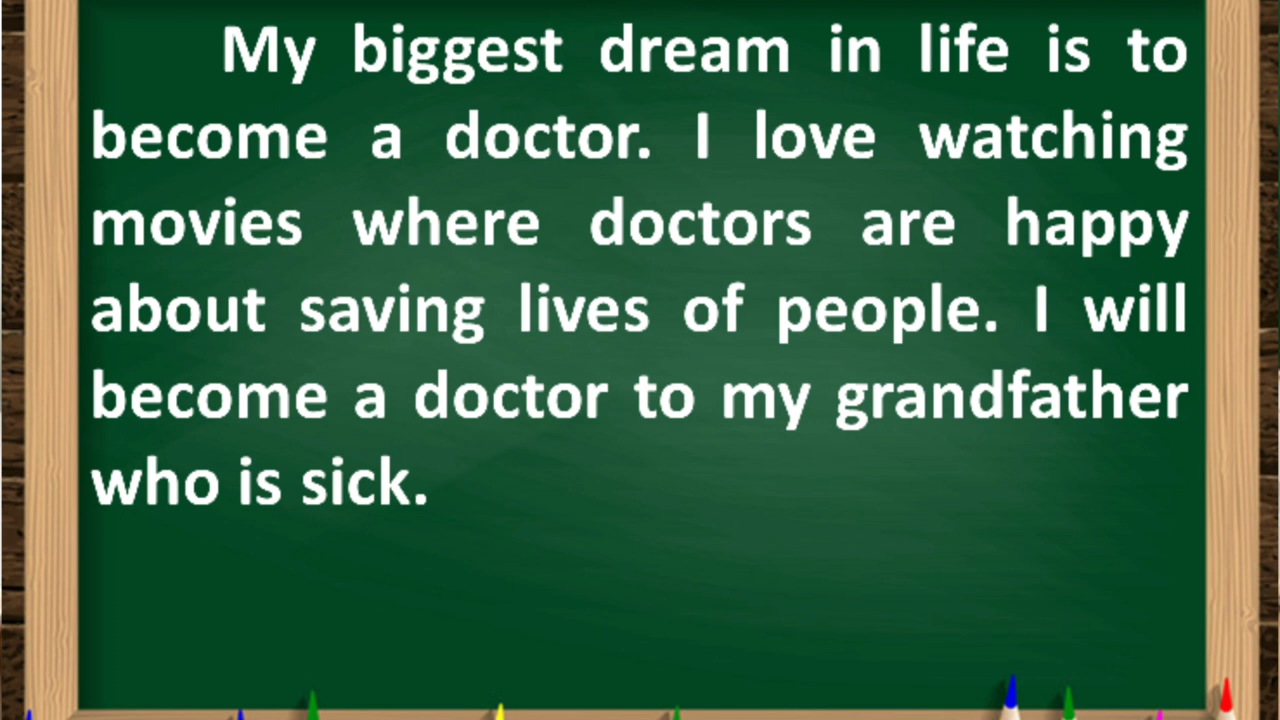 My biggest dream in life is to
become a doctor. I love watching
movies where doctors are happy
about saving lives of people. I will
become a doctor to my grandfather
who is sick.